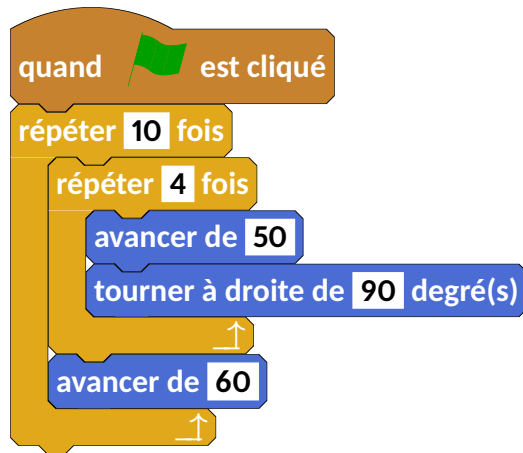 quand est cliqué
répéter 10 fois
répéter 4 fois
avancer de 50
tourner à droite de 90 degré(s)
avancer de 60